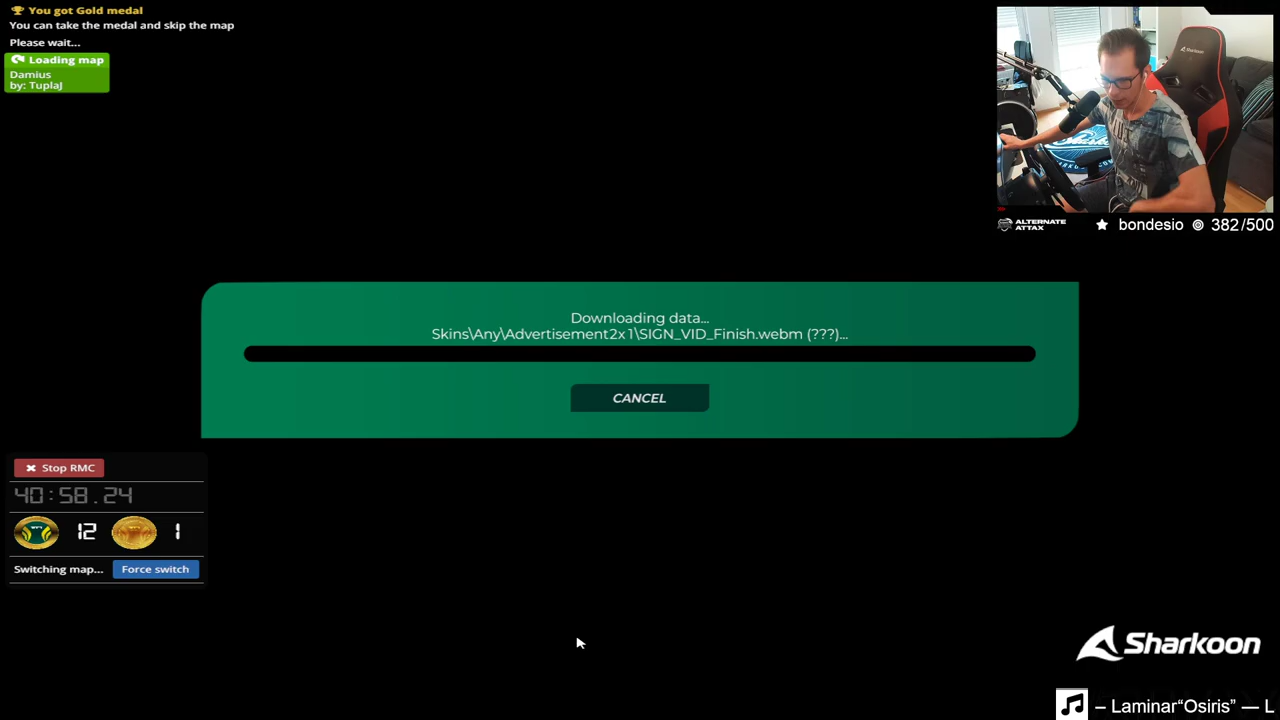 You got Gold medal
You can take the medal and skip the map
Please wait...
Loading map
Damius
by: TuplaJ
ALTERNATE
ATTAX
bondesio
382/500
Downloading data...
Skins\Any\Advertisement2x1\SIGN_VID_Finish.webm (???)...
CANCEL
Stop RMC
40:58.24
12
1
Switching map...
Force switch
Sharkoon
– Laminar“Osiris” — L